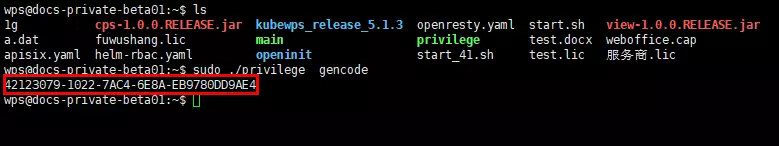 wps@docs-private-beta01:~$ ls
1g cps-1.0.0.RELEASE.jar kubewps_release_5.1.3 openresty.yaml start.sh view-1.0.0.RELEASE.jar
a.dat fuwushang.lic main privilege test.docx weboffice.cap
apisix.yaml helm-rbac.yaml openinit start_41.sh test.lic 服务商.lic
wps@docs-private-beta01:~$ sudo ./privilege gencode
42123079-1022-7AC4-6E8A-EB9780DD9AE4
wps@docs-private-beta01:~$